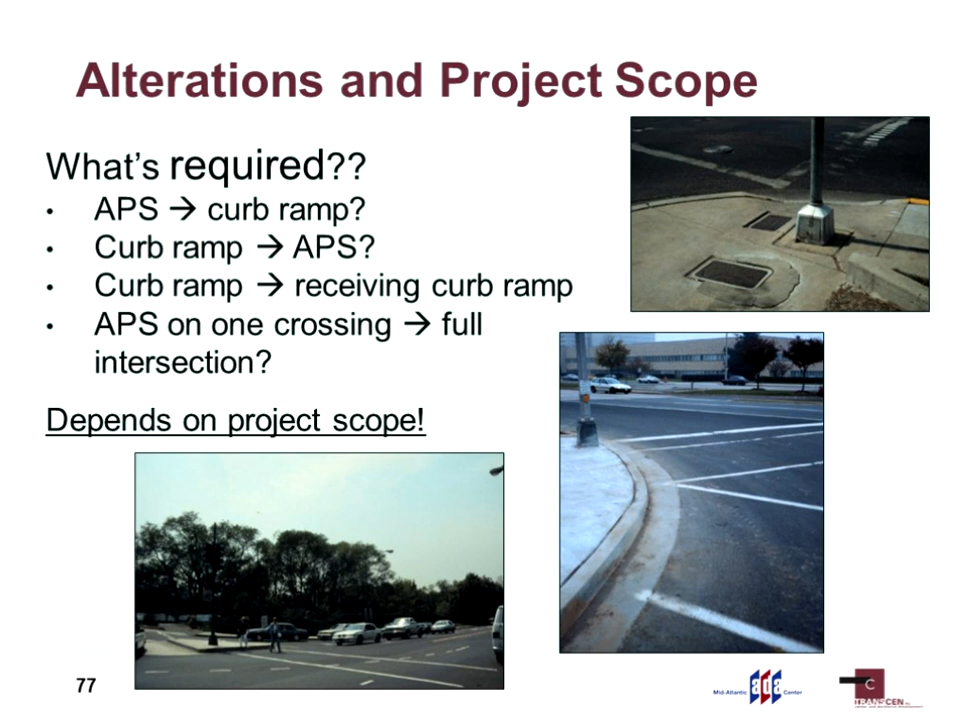 Alterations and Project Scope
What's required??
• APS → curb ramp?
• Curb ramp → APS?
• Curb ramp → receiving curb ramp
• APS on one crossing → full
intersection?
Depends on project scope!
77
Mid-Atlantic ada Center
C
TRANSCEN